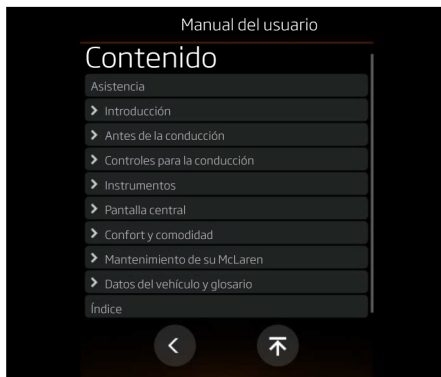 Manual del usuario
Contenido
Asistencia
Introducción
Antes de la conducción
Controles para la conducción
Instrumentos
Pantalla central
Confort y comodidad
Mantenimiento de su McLaren
Datos del vehículo y glosario
Índice